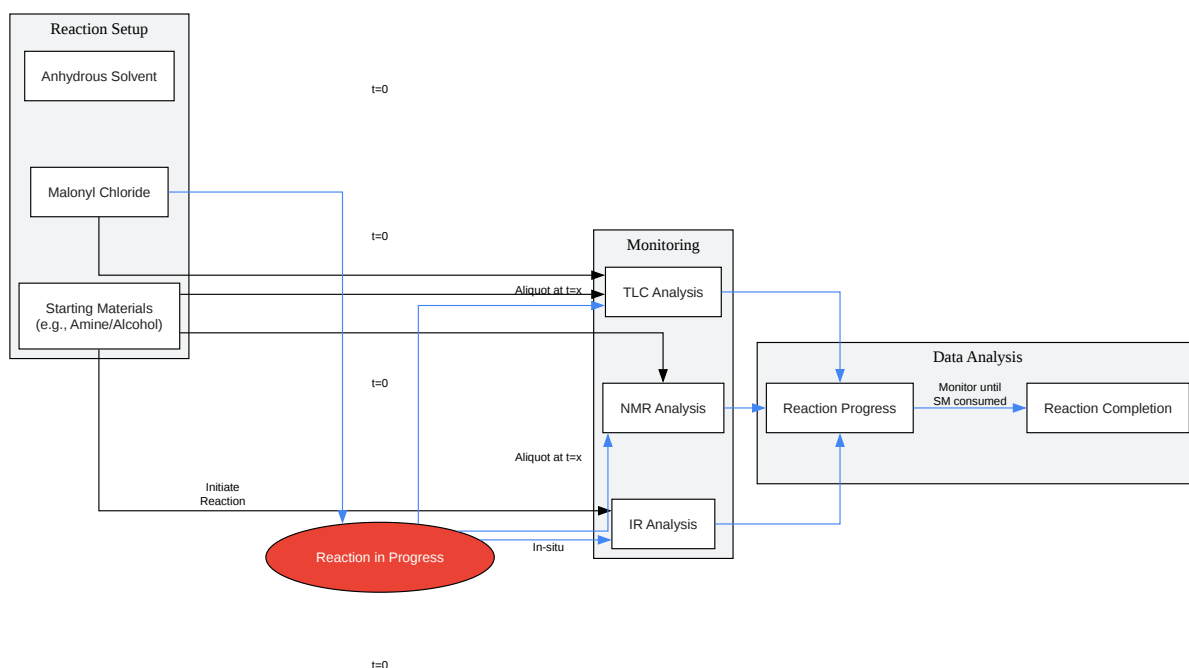 Reaction Setup
Anhydrous Solvent
t=0
Malonyl Chloride
t=0
Monitoring
Aliquot at t=x
TLC Analysis
Starting Materials
(e.g., Amine/Alcohol)
Data Analysis
t=0
NMR Analysis
Reaction Progress
Monitor until
SM consumed
Reaction Completion
Aliquot at t=x
Initiate
Reaction
IR Analysis
In-situ
Reaction in Progress
t=0